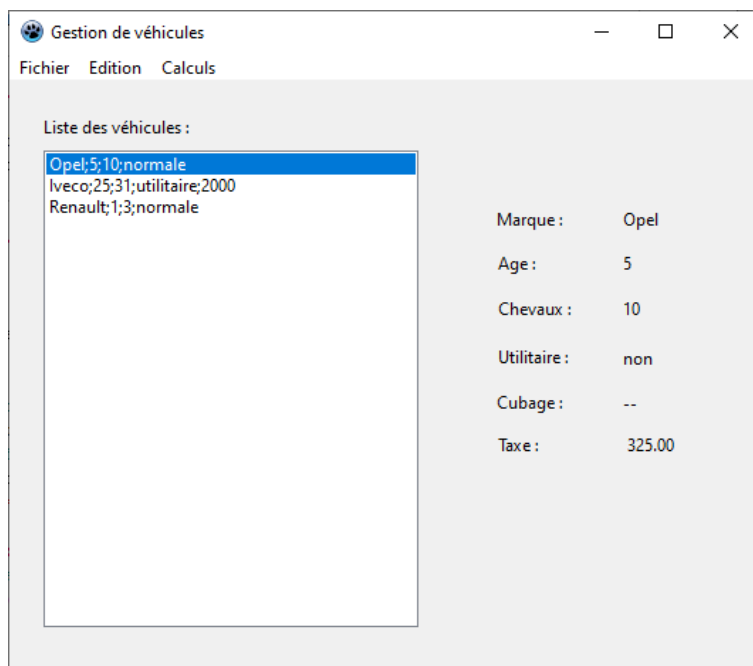 Gestion de véhicules
Fichier Edition Calculs
Liste des véhicules :
Opel;5;10;normale
Iveco;25;31;utilitaire;2000
Renault;1;3;normale
Marque : Opel
Age : 5
Chevaux : 10
Utilitaire : non
Cubage : --
Taxe : 325.00